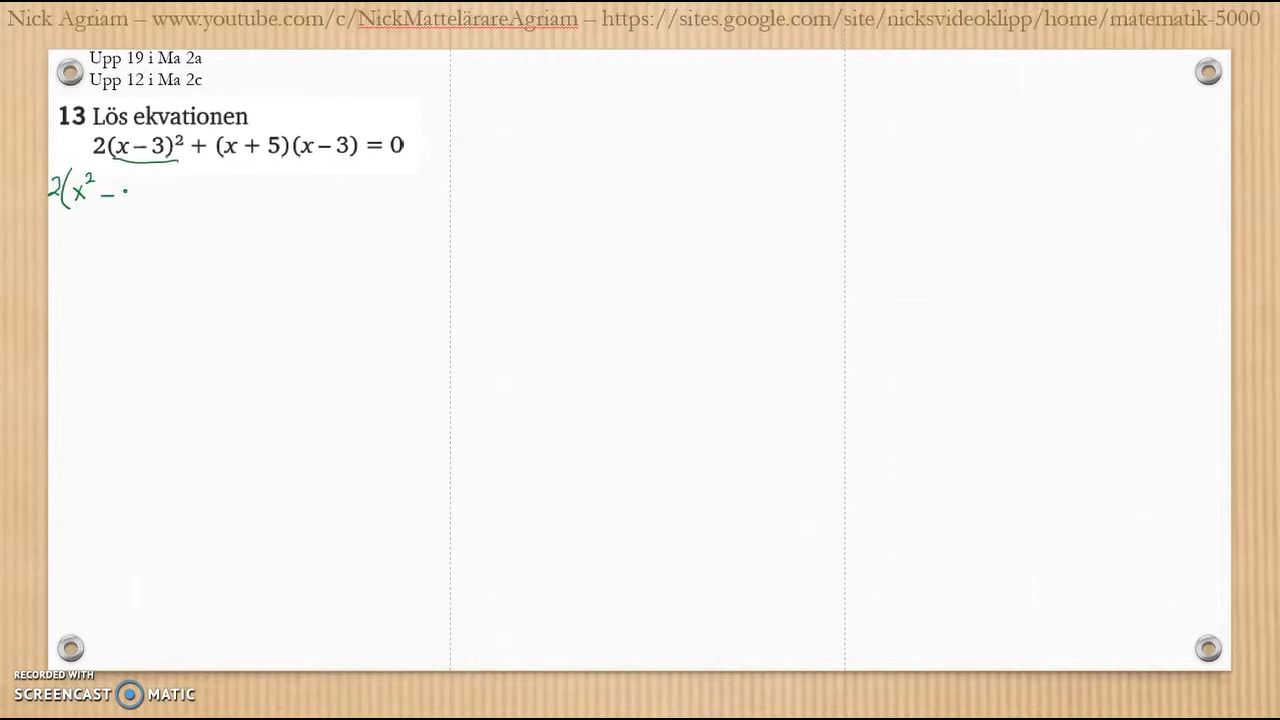 Nick Agriam – www.youtube.com/c/NickMattelärareAgriam – https://sites.google.com/site/nicksvideoklipp/home/matematik-5000
Upp 19 i Ma 2a
Upp 12 i Ma 2c
13 Lös ekvationen
2(x – 3)² + (x + 5)(x – 3) = 0
2(x² –
RECORDED WITH
SCREENCAST MATIC